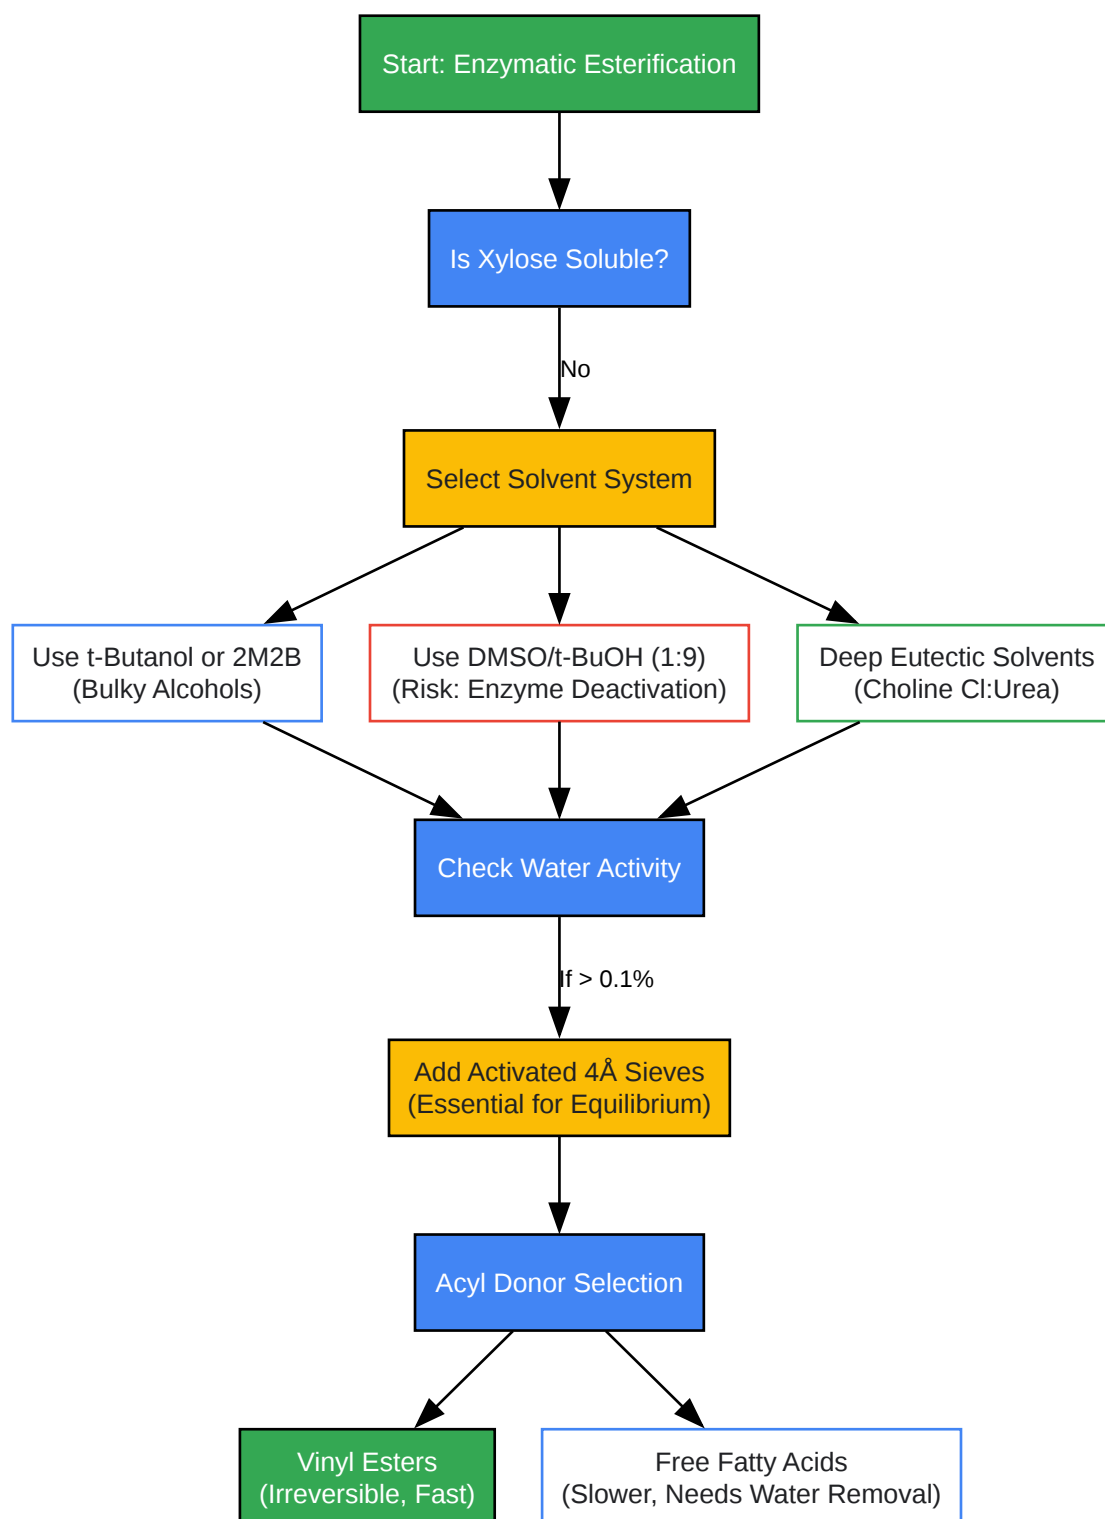 Start: Enzymatic Esterification
Is Xylose Soluble?
No
Select Solvent System
Use t-Butanol or 2M2B
(Bulky Alcohols)
Use DMSO/t-BuOH (1:9)
(Risk: Enzyme Deactivation)
Deep Eutectic Solvents
(Choline Cl:Urea)
Check Water Activity
If > 0.1%
Add Activated 4Å Sieves
(Essential for Equilibrium)
Acyl Donor Selection
Vinyl Esters
(Irreversible, Fast)
Free Fatty Acids
(Slower, Needs Water Removal)